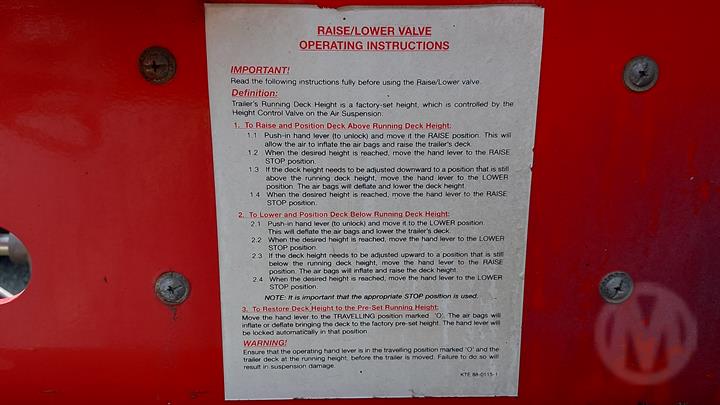 RAISE/LOWER VALVE
OPERATING INSTRUCTIONS
IMPORTANT!
Read the following instructions fully before using the Raise/Lower valve.
Definition:
Trailer's Running Deck Height is a factory-set height, which is controlled by the
Height Control Valve on the Air Suspension.
1. To Raise and Position Deck Above Running Deck Height:
1.1 Push-in hand lever (to unlock) and move it the RAISE position. This will
allow the air to inflate the air bags and raise the trailer's deck.
1.2 When the desired height is reached, move the hand lever to the RAISE
STOP position.
1.3 If the deck height needs to be adjusted downward to a position that is still
above the running deck height, move the hand lever to the LOWER
position. The air bags will deflate and lower the deck height.
1.4 When the desired height is reached, move the hand lever to the RAISE
STOP position.
2. To Lower and Position Deck Below Running Deck Height:
2.1 Push-in hand lever (to unlock) and move it to the LOWER position.
This will deflate the air bags and lower the trailer's deck.
2.2 When the desired height is reached, move the hand lever to the LOWER
STOP position.
2.3 If the deck height needs to be adjusted upward to a position that is still
below the running deck height, move the hand lever to the RAISE
position. The air bags will inflate and raise the deck height.
2.4 When the desired height is reached, move the hand lever to the LOWER
STOP position.
NOTE: It is important that the appropriate STOP position is used.
3. To Restore Deck Height to the Pre-Set Running Height:
Move the hand lever to the TRAVELLING position marked 'O'. The air bags will
inflate or deflate bringing the deck to the factory pre-set height. The hand lever will
be locked automatically in that position.
WARNING!
Ensure that the operating hand lever is in the travelling position marked 'O' and the
trailer deck at the running height, before the trailer is moved. Failure to do so will
result in suspension damage.
KTE 88-0115-1
M